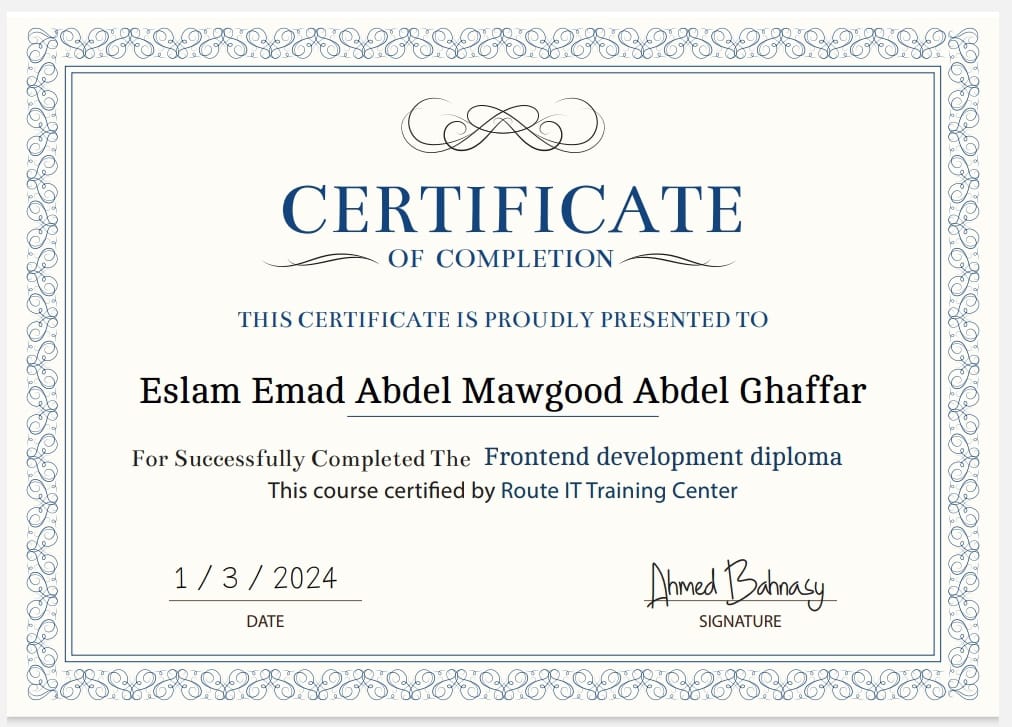 CERTIFICATE
OF COMPLETION
THIS CERTIFICATE IS PROUDLY PRESENTED TO
Eslam Emad Abdel Mawgood Abdel Ghaffar
For Successfully Completed The Frontend development diploma
This course certified by Route IT Training Center
1 / 3 / 2024
Ahmed Bahnasy
DATE
SIGNATURE